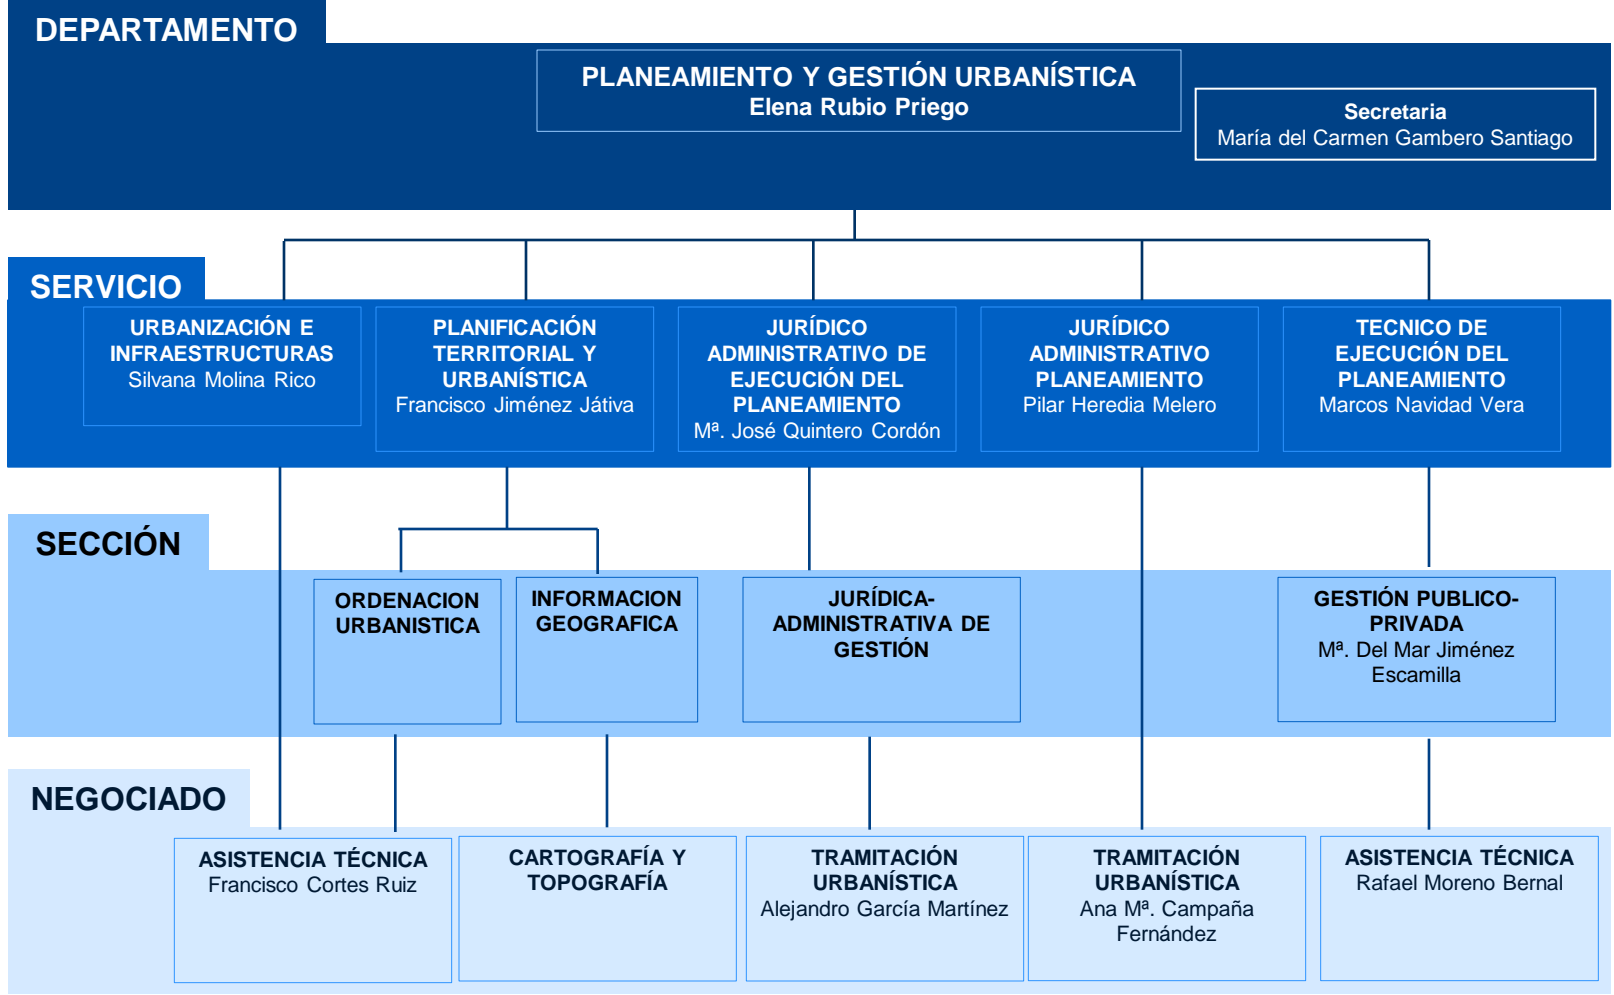 DEPARTAMENTO
PLANEAMIENTO Y GESTIÓN URBANÍSTICA
Elena Rubio Priego
Secretaria
María del Carmen Gambero Santiago
SERVICIO
URBANIZACIÓN E
INFRAESTRUCTURAS
Silvana Molina Rico
PLANIFICACIÓN
TERRITORIAL Y
URBANÍSTICA
Francisco Jiménez Játiva
JURÍDICO
ADMINISTRATIVO DE
EJECUCIÓN DEL
PLANEAMIENTO
Mª. José Quintero Cordón
JURÍDICO
ADMINISTRATIVO
PLANEAMIENTO
Pilar Heredia Melero
TECNICO DE
EJECUCIÓN DEL
PLANEAMIENTO
Marcos Navidad Vera
SECCIÓN
ORDENACION
URBANISTICA
INFORMACION
GEOGRAFICA
JURÍDICA-
ADMINISTRATIVA DE
GESTIÓN
GESTIÓN PUBLICO-
PRIVADA
Mª. Del Mar Jiménez
Escamilla
NEGOCIADO
ASISTENCIA TÉCNICA
Francisco Cortes Ruiz
CARTOGRAFÍA Y
TOPOGRAFÍA
TRAMITACIÓN
URBANÍSTICA
Alejandro García Martínez
TRAMITACIÓN
URBANÍSTICA
Ana Mª. Campaña
Fernández
ASISTENCIA TÉCNICA
Rafael Moreno Bernal